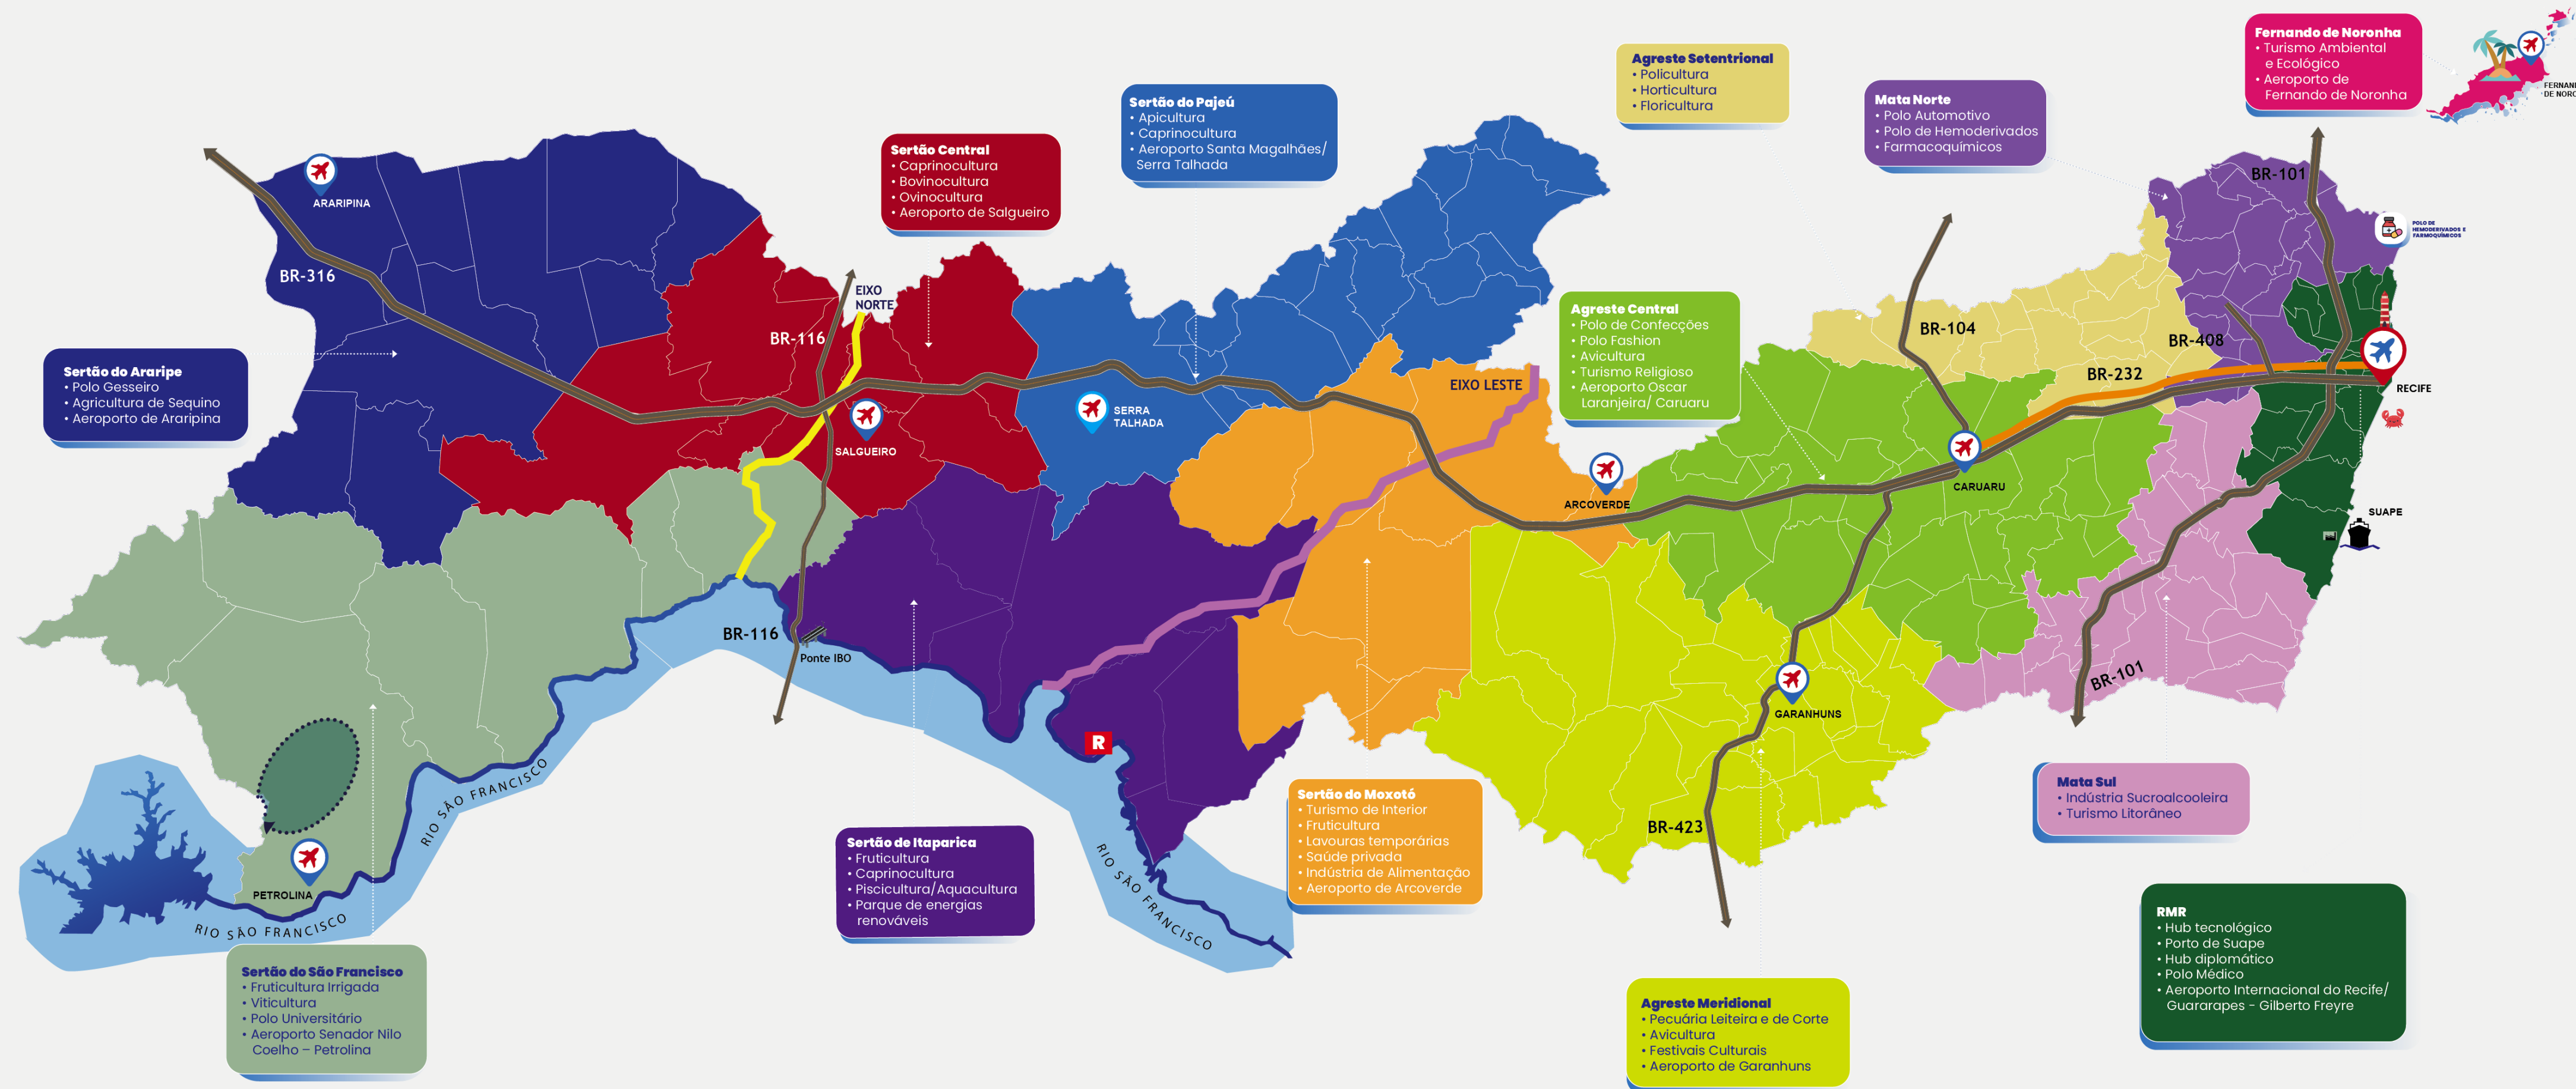 Fernando de Noronha
• Turismo Ambiental
e Ecológico
• Aeroporto de
Fernando de Noronha
DE
Agreste Setentrional
• Policultura
• Horticultura
• Floricultura
Mata Norte
• Polo Automotivo
• Polo de Hemoderivados
• Farmacoquímicos
Sertão do Pajeú
• Apicultura
• Caprinocultura
• Aeroporto Santa Magalhães/
Serra Talhada
Sertão Central
• Caprinocultura
• Bovinocultura
• Ovinocultura
• Aeroporto de Salgueiro
ARARIPINA
BR-316
BR-101
POLO DE
HEMODERIVADOS E
FARMOQUÍMICOS
EIXO
NORTE
BR-116
Agreste Central
• Polo de Confecções
• Polo Fashion
• Avicultura
• Turismo Religioso
• Aeroporto Oscar
Laranjeira/ Caruaru
BR-104
BR-408
BR-232
RECIFE
Sertão do Araripe
• Polo Gesseiro
• Agricultura de Sequino
• Aeroporto de Araripina
EIXO LESTE
SERRA
TALHADA
SALGUEIRO
ARCOVERDE
CARUARU
SUAPE
BR-116
Ponte IBO
BR-101
GARANHUNS
R
RIO SÃO FRANCISCO
BR-423
PETROLINA
RIO SÃO FRANCISCO
RIO SÃO FRANCISCO
Sertão do Moxotó
• Turismo de Interior
• Fruticultura
• Lavouras temporárias
• Saúde privada
• Indústria de Alimentação
• Aeroporto de Arcoverde
Mata Sul
• Indústria Sucroalcooleira
• Turismo Litorâneo
Sertão de Itaparica
• Fruticultura
• Caprinocultura
• Piscicultura/Aquacultura
• Parque de energias
renováveis
RMR
• Hub tecnológico
• Porto de Suape
• Hub diplomático
• Polo Médico
• Aeroporto Internacional do Recife/
Guararapes - Gilberto Freyre
Sertão do São Francisco
• Fruticultura Irrigada
• Viticultura
• Polo Universitário
• Aeroporto Senador Nilo
Coelho – Petrolina
Agreste Meridional
• Pecuária Leiteira e de Corte
• Avicultura
• Festivais Culturais
• Aeroporto de Garanhuns